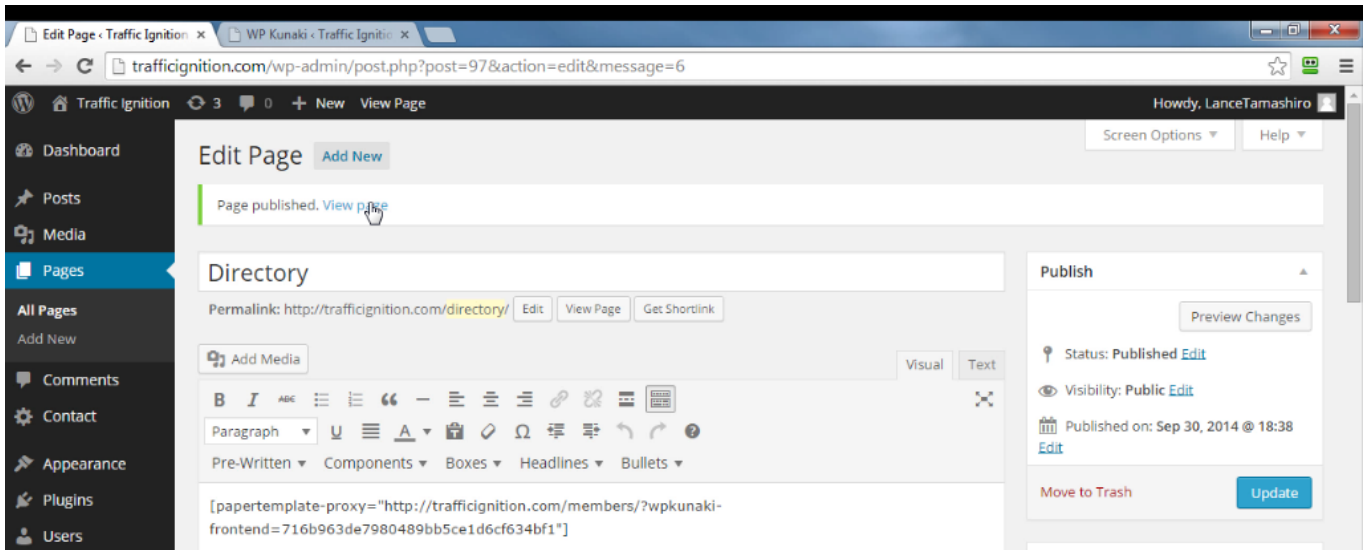 Edit Page ‹ Traffic Ignition
WP Kunaki ‹ Traffic Ignitio
trafficignition.com/wp-admin/post.php?post=97&action=edit&message=6
Traffic Ignition 3 0 + New View Page Howdy, LanceTamashiro
Screen Options Help
Dashboard
Posts
Media
Pages
All Pages
Add New
Comments
Contact
Appearance
Plugins
Users
Edit Page Add New
Page published. View page
Directory
Permalink: http://trafficignition.com/directory/ Edit View Page Get Shortlink
Add Media Visual Text
B I ABC
Paragraph U A Ω
Pre-Written Components Boxes Headlines Bullets
[papertemplate-proxy="http://trafficignition.com/members/?wpkunaki-
frontend=716b963de7980489bb5ce1d6cf634bf1"]
Publish
Preview Changes
Status: Published Edit
Visibility: Public Edit
Published on: Sep 30, 2014 @ 18:38
Edit
Move to Trash Update